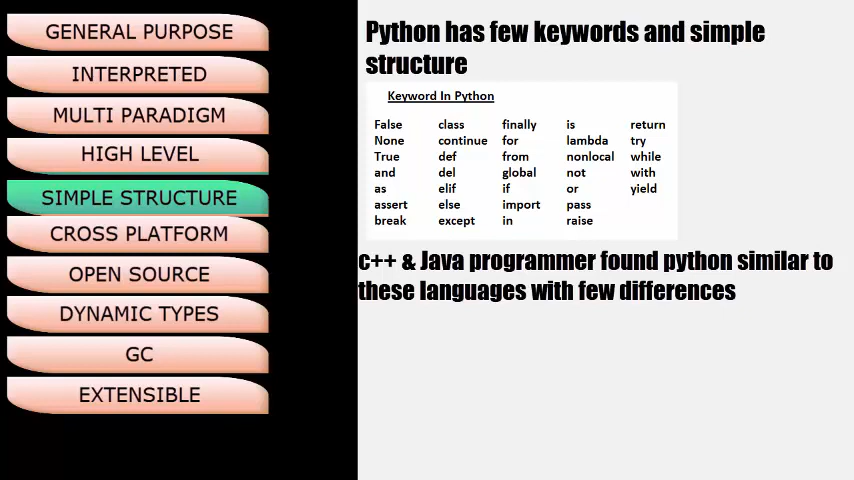 GENERAL PURPOSE
INTERPRETED
MULTI PARADIGM
HIGH LEVEL
SIMPLE STRUCTURE
CROSS PLATFORM
OPEN SOURCE
DYNAMIC TYPES
GC
EXTENSIBLE
Python has few keywords and simple
structure
Keyword In Python
False class finally is return
None continue for lambda try
True def from nonlocal while
and del global not with
as elif if or yield
assert else import pass
break except in raise
c++ & Java programmer found python similar to
these languages with few differences